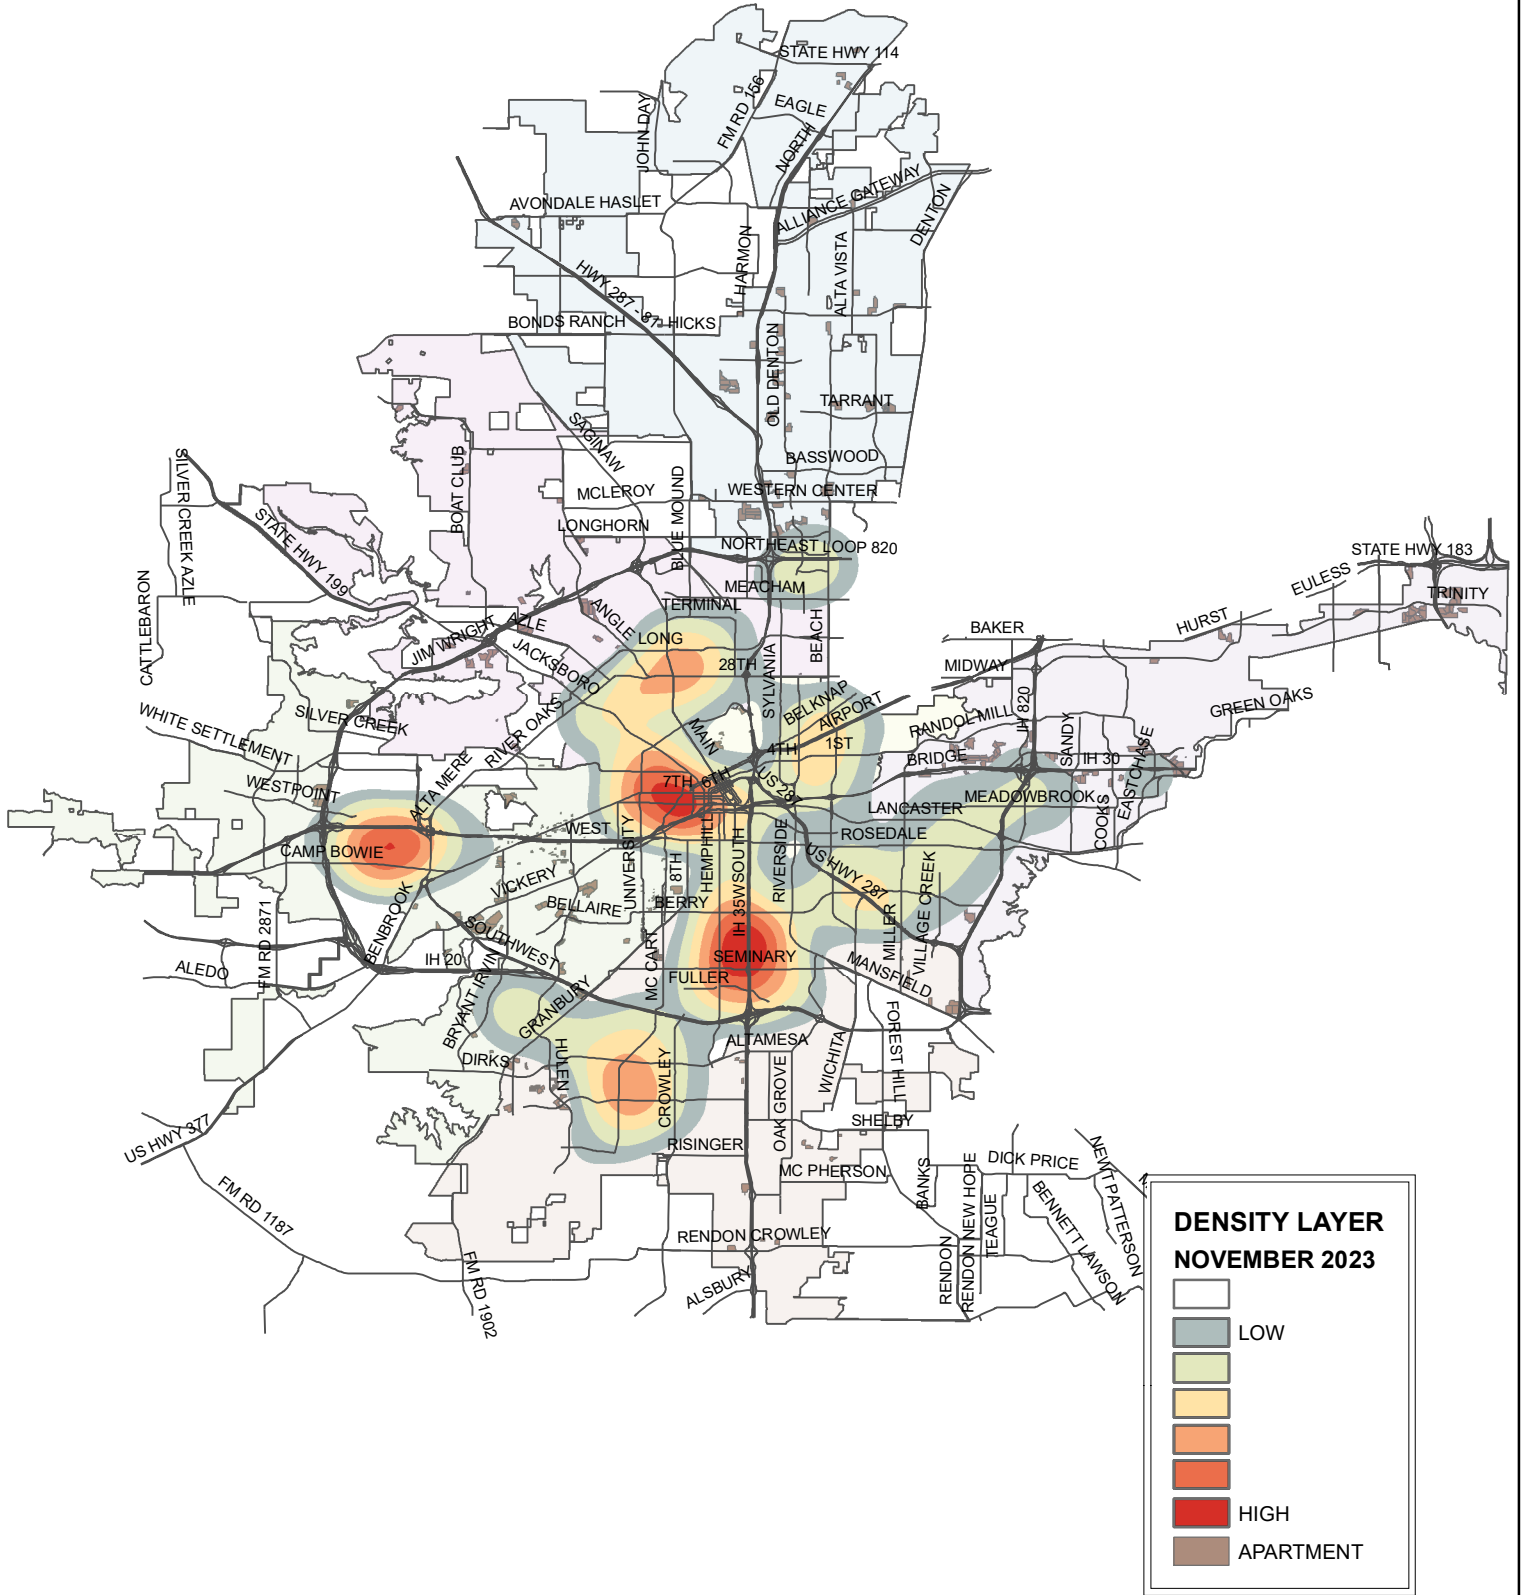 STATE HWY 114
FM RD 156
EAGLE
JOHN DAY
NORTH
ALLIANCE GATEWAY
AVONDALE HASLET
DENTON
HARMON
ALTA VISTA
HWY 287 - 87
BONDS RANCH
HICKS
OLD DENTON
TARRANT
SAGINAW
BOAT CLUB
BASSWOOD
SILVER CREEK AZLE
MCLEROY
BLUE MOUND
WESTERN CENTER
STATE HWY 199
LONGHORN
NORTHEAST LOOP 820
STATE HWY 183
CATTLEBARON
MEACHAM
EULESS
TRINITY
ANGLE
TERMINAL
HURST
JIM WRIGHT
AZLE
LONG
BEACH
BAKER
JACKSBORO
28TH
SYLVANIA
MIDWAY
WHITE SETTLEMENT
SILVER CREEK
RIVER OAKS
MAIN
BELKNAP
AIRPORT
RANDOL MILL
IH 820
GREEN OAKS
4TH
1ST
BRIDGE
SANDY
IH 30
EASTCHASE
WESTPOINT
ALTA MERE
7TH
6TH
US 287
LANCASTER
MEADOWBROOK
COOKS
WEST
UNIVERSITY
HEMPHILL
IH 35W
SOUTH
RIVERSIDE
ROSEDALE
CAMP BOWIE
VICKERY
8TH
US HWY 287
VILLAGE CREEK
BELLAIRE
BERRY
MILLER
FM RD 2871
BENBROOK
SOUTHWEST
MC CART
ALEDO
IH 20
SEMINARY
FULLER
MANSFIELD
BRYANT IRVIN
GRANBURY
FOREST HILL
DIRKS
HULEN
CROWLEY
ALTAMESA
OAK GROVE
WICHITA
US HWY 377
RISINGER
SHELBY
MC PHERSON
BANKS
DICK PRICE
NEWT PATTERSON
FM RD 1187
RENDON NEW HOPE
TEAGUE
BENNETT LAWSON
RENDON CROWLEY
RENDON
FM RD 1902
ALSBURY
DENSITY LAYER
NOVEMBER 2023
LOW
HIGH
APARTMENT